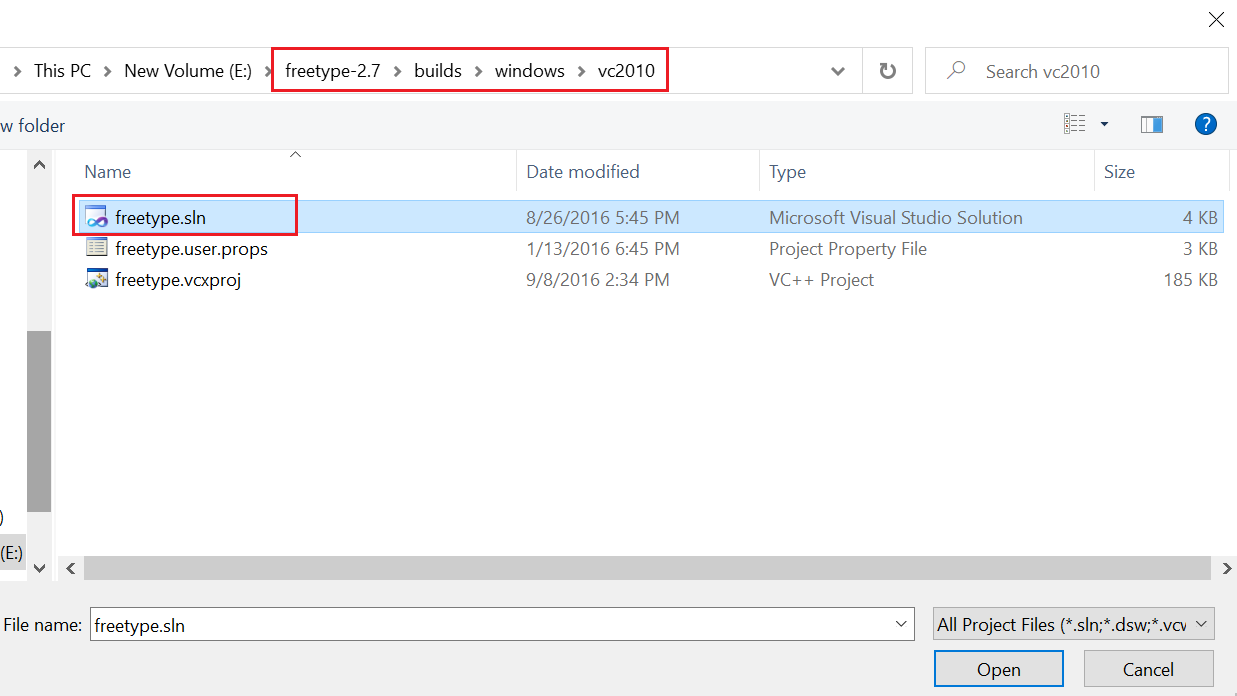 This PC New Volume (E:) freetype-2.7 builds windows vc2010 Search vc2010
w folder
Name Date modified Type Size
freetype.sln 8/26/2016 5:45 PM Microsoft Visual Studio Solution 4 KB
freetype.user.props 1/13/2016 6:45 PM Project Property File 3 KB
freetype.vcxproj 9/8/2016 2:34 PM VC++ Project 185 KB
)
(E:)
File name: freetype.sln All Project Files (*.sln;*.dsw;*.vcw
Open Cancel